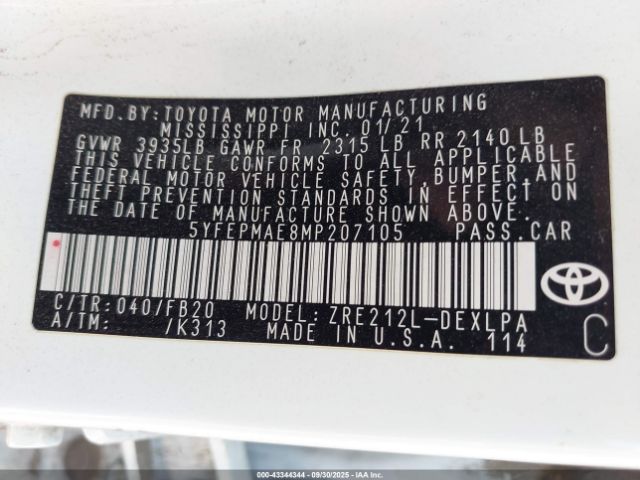 MFD.BY:TOYOTA MOTOR MANUFACTURING
MISSISSIPPI INC. 01/21
GVWR 3935LB GAWR FR 2315 LB RR 2140 LB
THIS VEHICLE CONFORMS TO ALL APPLICABLE
FEDERAL MOTOR VEHICLE SAFETY, BUMPER, AND
THEFT PREVENTION STANDARDS IN EFFECT ON
THE DATE OF MANUFACTURE SHOWN ABOVE.
5YFEPMAE8MP207105 PASS.CAR
C/TR: 040/FB20 MODEL: ZRE212L-DEXLPA
A/TM: /K313 MADE IN U.S.A. 114 C
000-43344344 | 09/30/2025 | IAA Inc.